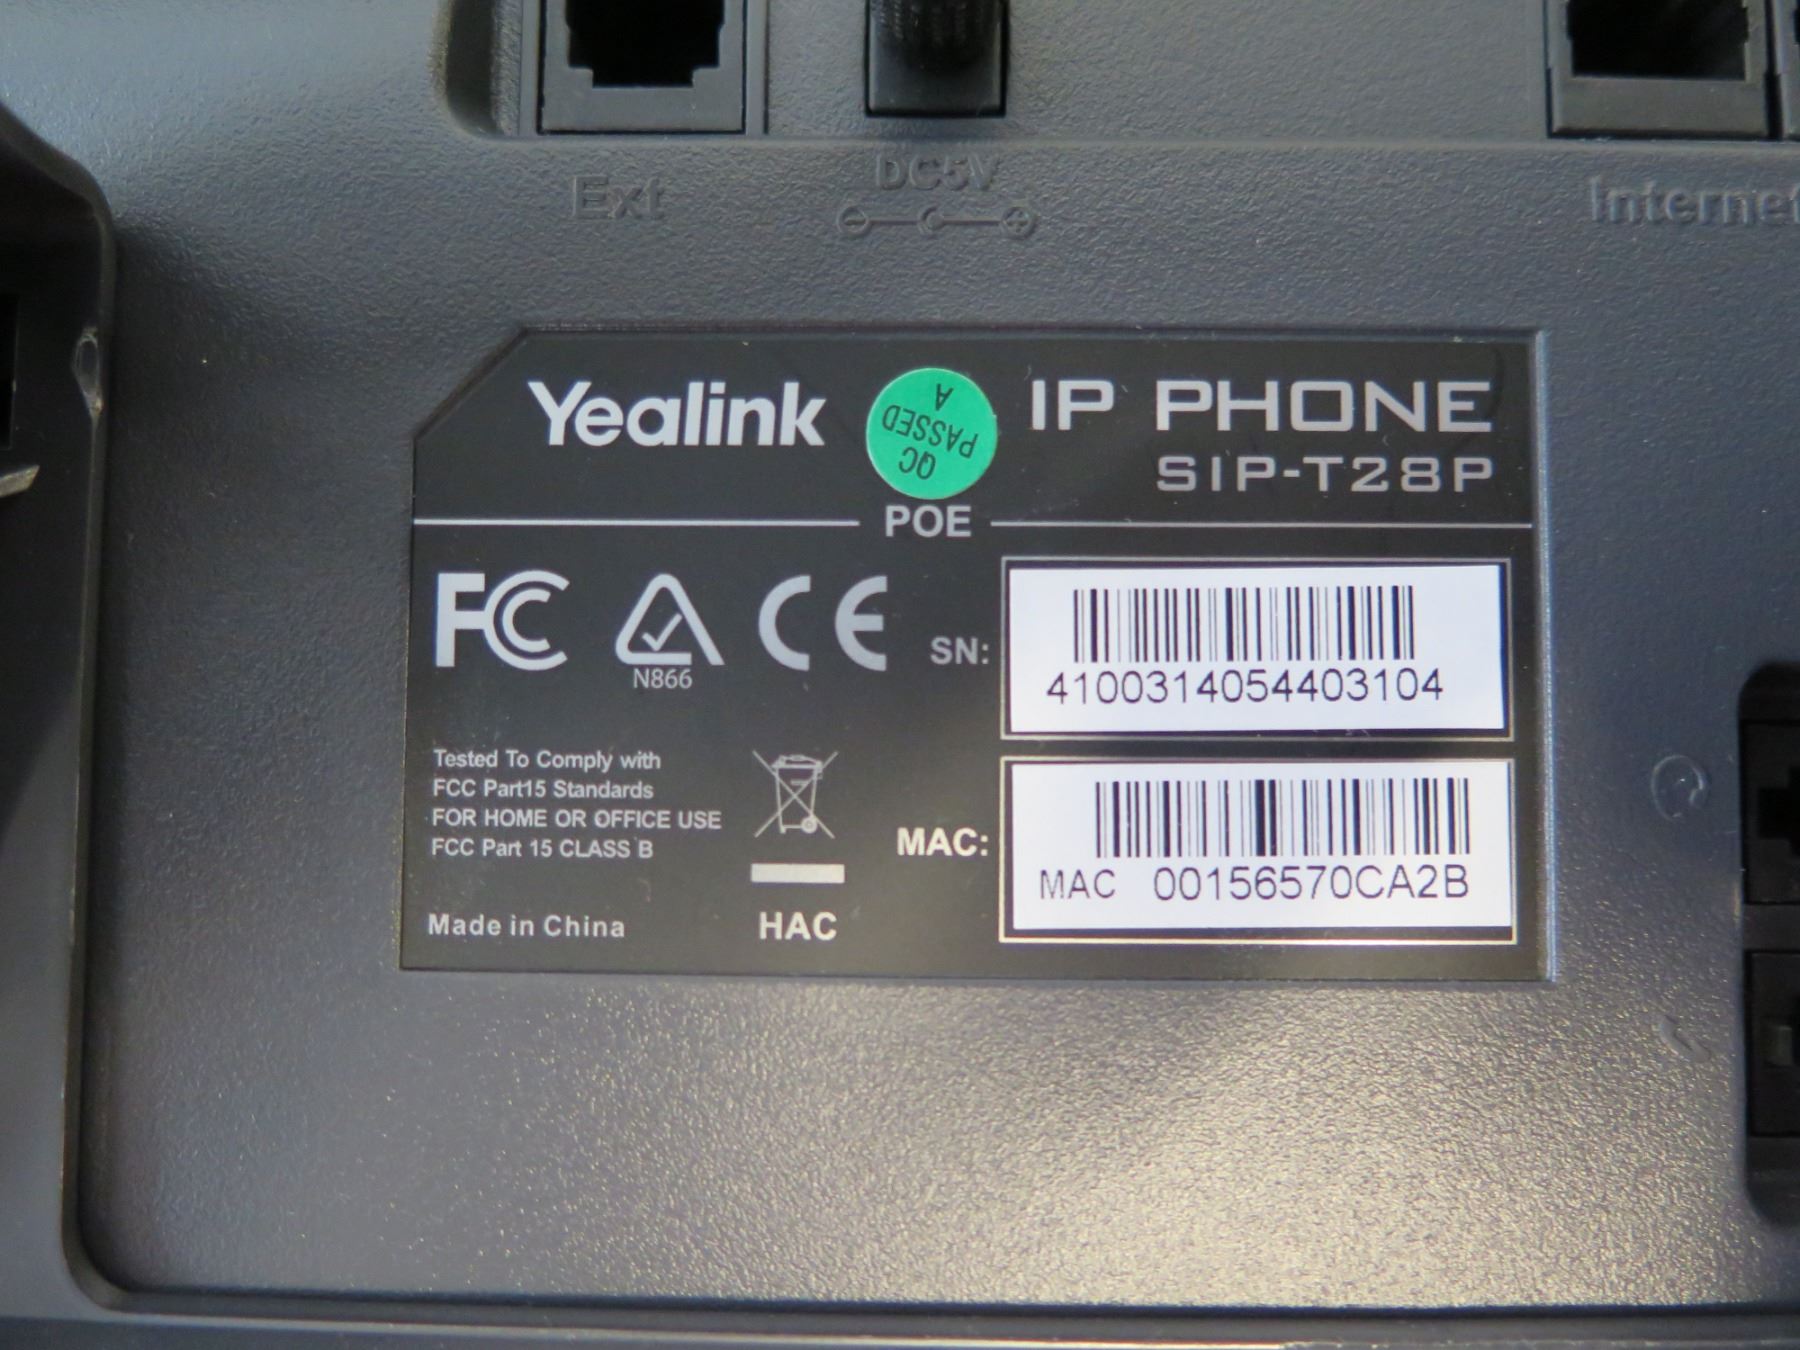 Ext
DC5V
Internet
Yealink
QC
PASSED
A
IP PHONE
SIP-T28P
POE
FC
N866
CE
SN:
4100314054403104
Tested To Comply with
FCC Part15 Standards
FOR HOME OR OFFICE USE
FCC Part 15 CLASS B
MAC:
MAC 00156570CA2B
Made in China
HAC